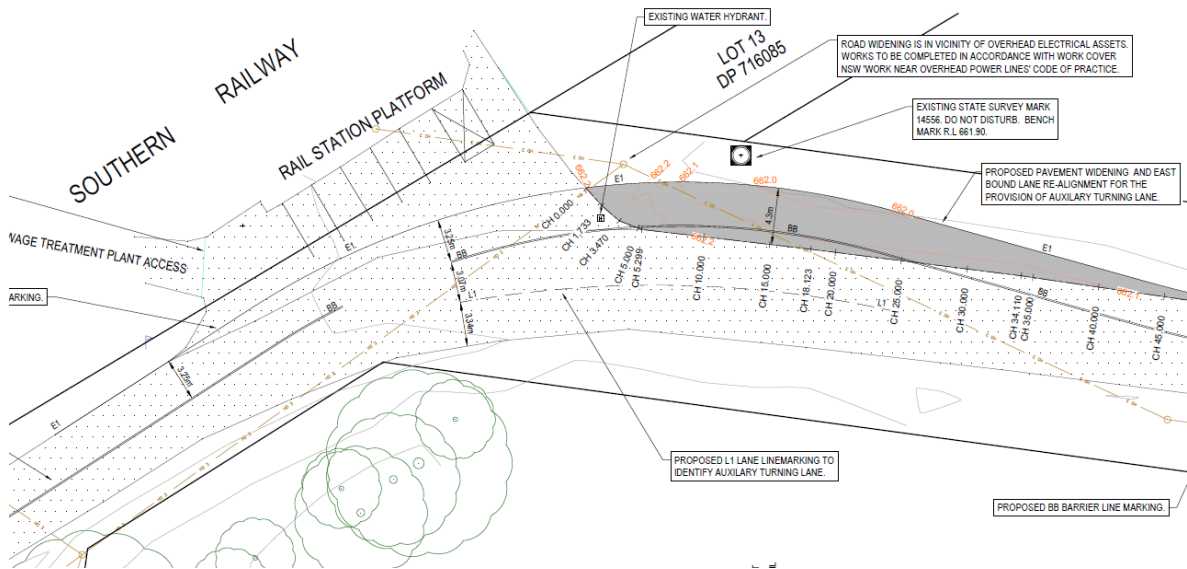 EXISTING WATER HYDRANT.
LOT 13
DP 716085
ROAD WIDENING IS IN VICINITY OF OVERHEAD ELECTRICAL ASSETS.
WORKS TO BE COMPLETED IN ACCORDANCE WITH WORK COVER
NSW 'WORK NEAR OVERHEAD POWER LINES' CODE OF PRACTICE.
SOUTHERN
RAILWAY
RAIL STATION PLATFORM
EXISTING STATE SURVEY MARK
14556. DO NOT DISTURB. BENCH
MARK R.L 661.90.
PROPOSED PAVEMENT WIDENING AND EAST
BOUND LANE RE-ALIGNMENT FOR THE
PROVISION OF AUXILARY TURNING LANE.
662.2
E1
662.2
662.1
662.0
662.0
4.3m
BB
E1
WAGE TREATMENT PLANT ACCESS
E1
3.25m
BB
3.07m
L1
3.34m
CH 0.000
CH 1.733
CH 3.470
CH 5.000
CH 5.299
662.2
CH 10.000
CH 15.000
CH 18.123
CH 20.000
L1
CH 25.000
CH 30.000
CH 34.110
CH 35.000
BB
CH 40.000
662.1
CH 45.000
ARKING.
BB
3.25m
E1
PROPOSED L1 LANE LINEMARKING TO
IDENTIFY AUXILARY TURNING LANE.
PROPOSED BB BARRIER LINE MARKING.